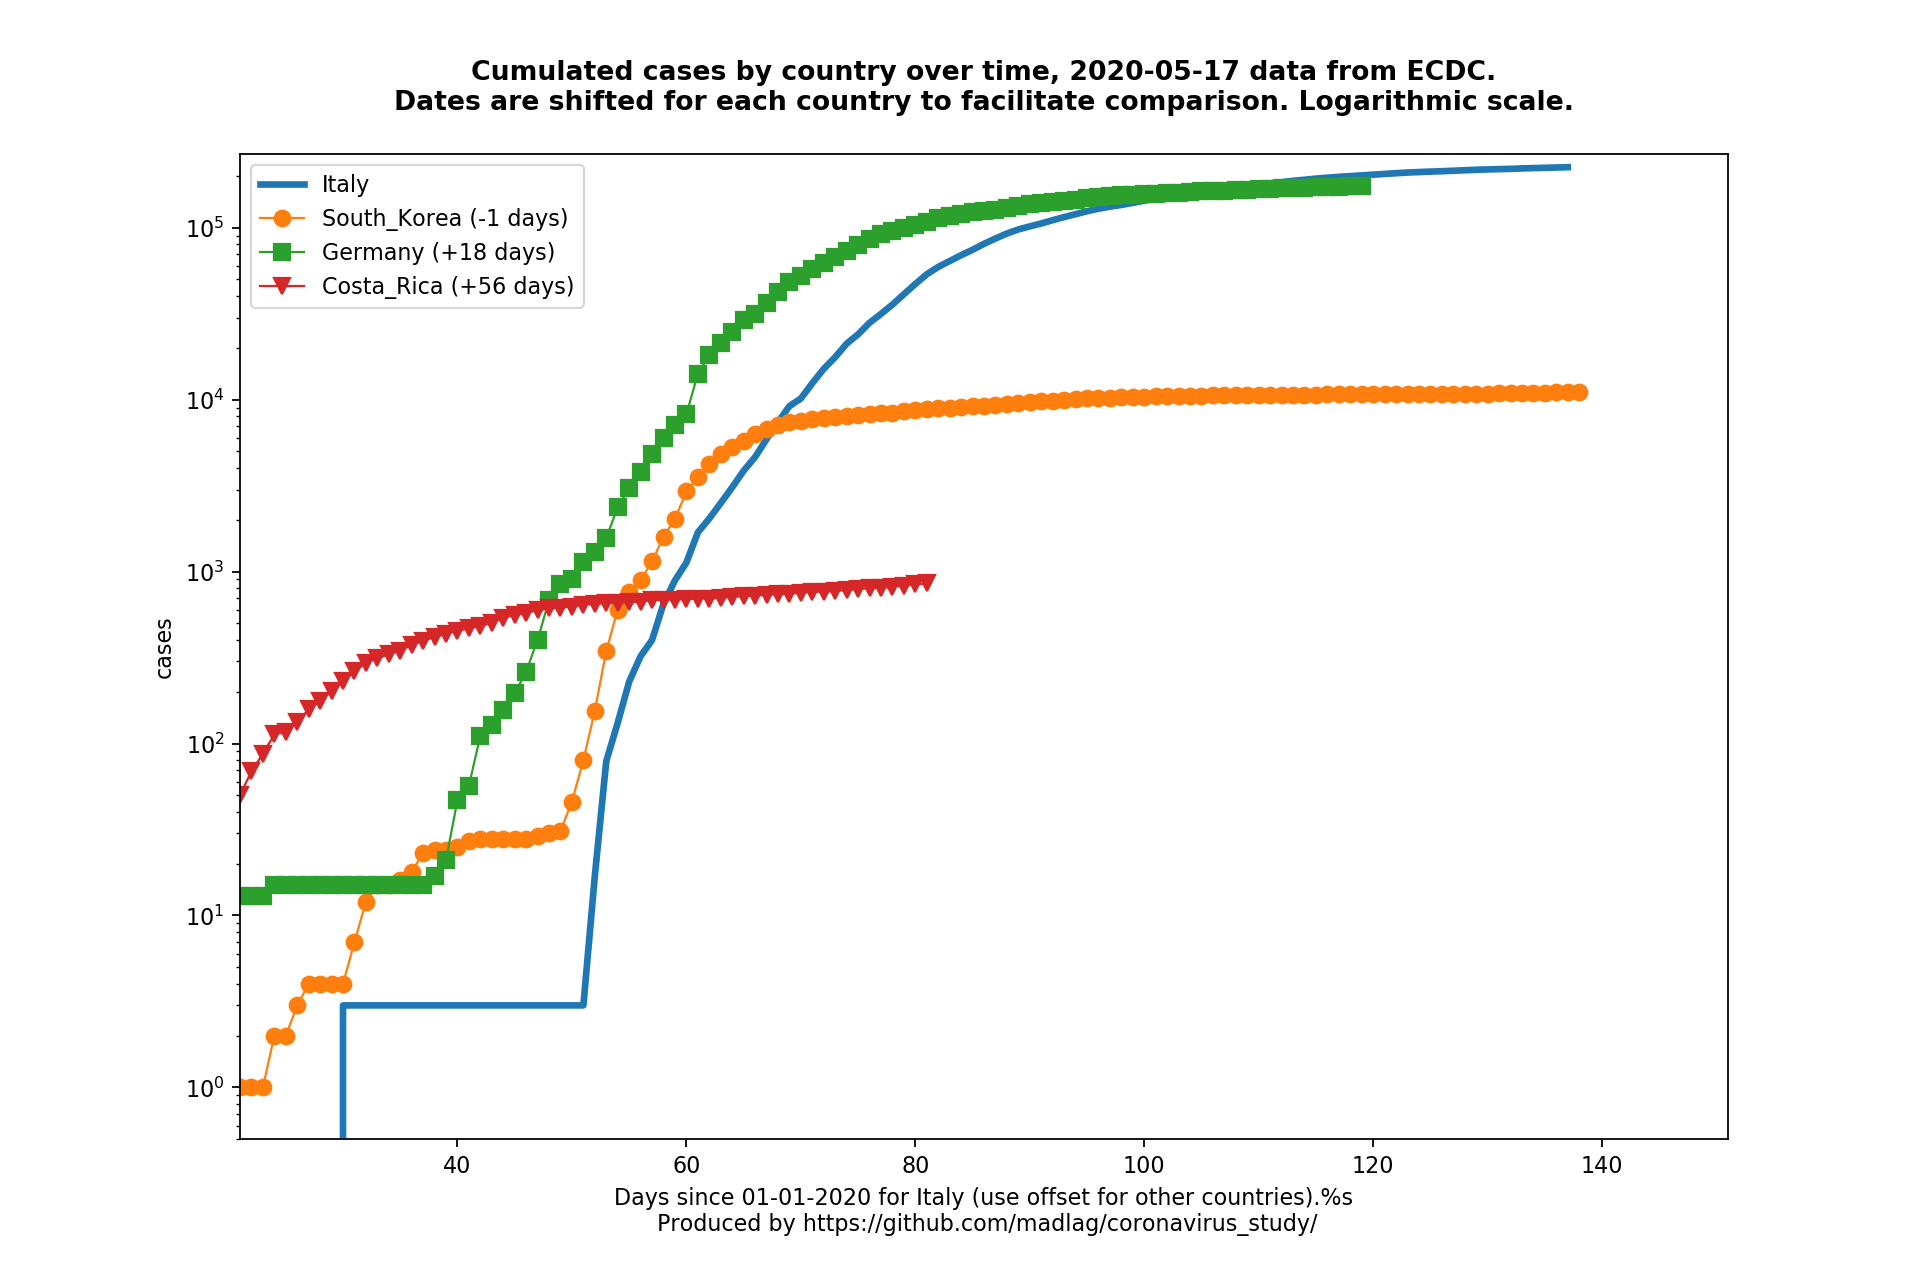 Cumulated cases by country over time, 2020-05-17 data from ECDC.
Dates are shifted for each country to facilitate comparison. Logarithmic scale.
Italy
South_Korea (-1 days)
Germany (+18 days)
Costa_Rica (+56 days)
10^5
10^4
10^3
10^2
10^1
10^0
cases
40 60 80 100 120 140
Days since 01-01-2020 for Italy (use offset for other countries).%s
Produced by https://github.com/madlag/coronavirus_study/